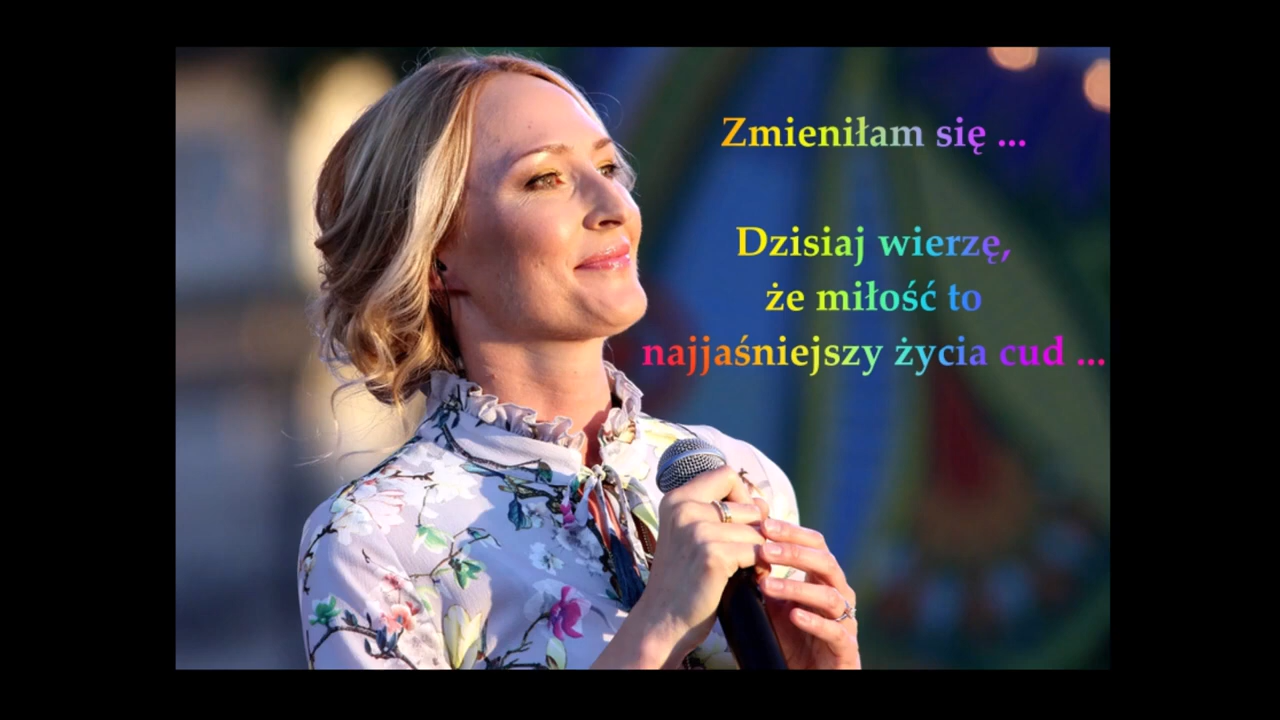 Zmieniłam się ...
Dzisiaj wierzę,
że miłość to
najjaśniejszy życia cud ...